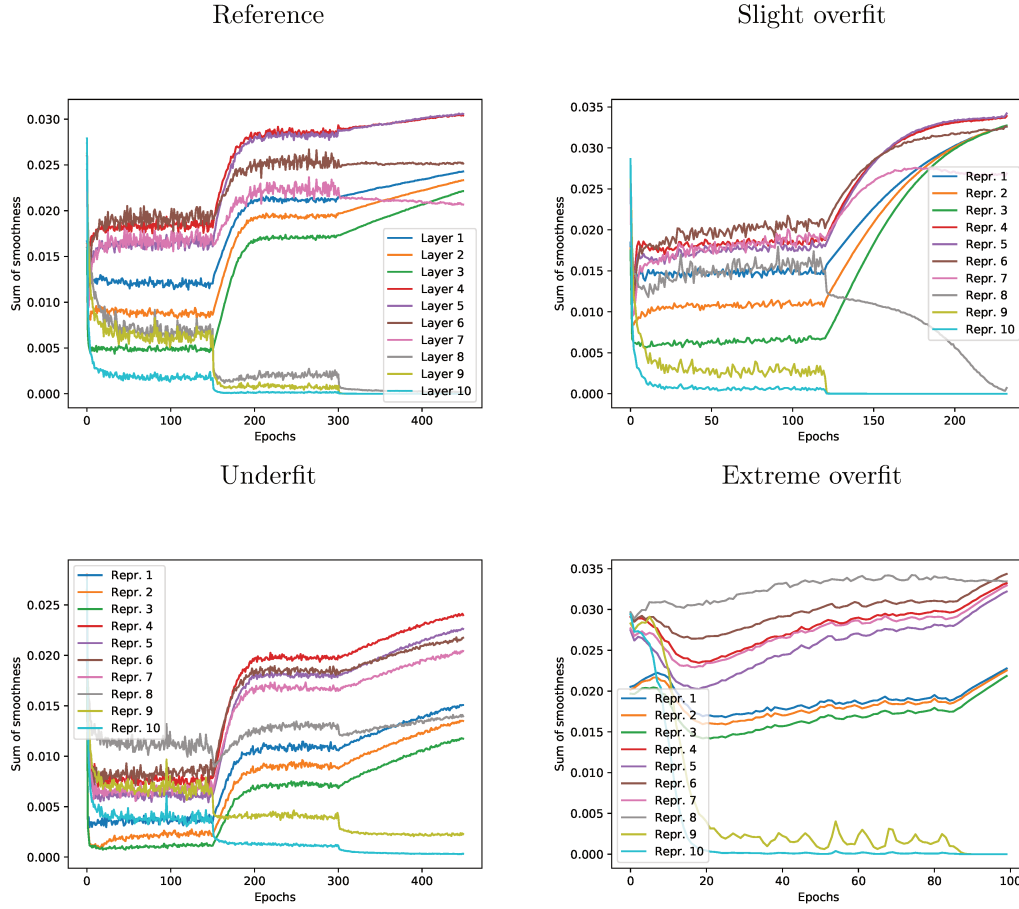 Reference
Slight overfit
Sum of smoothness
0.030
0.025
0.020
0.015
0.010
0.005
0.000
Layer 1
Layer 2
Layer 3
Layer 4
Layer 5
Layer 6
Layer 7
Layer 8
Layer 9
Layer 10
0 100 200 300 400
Epochs
Sum of smoothness
0.035
0.030
0.025
0.020
0.015
0.010
0.005
0.000
Repr. 1
Repr. 2
Repr. 3
Repr. 4
Repr. 5
Repr. 6
Repr. 7
Repr. 8
Repr. 9
Repr. 10
0 50 100 150 200
Epochs
Underfit
Extreme overfit
Sum of smoothness
0.025
0.020
0.015
0.010
0.005
0.000
Repr. 1
Repr. 2
Repr. 3
Repr. 4
Repr. 5
Repr. 6
Repr. 7
Repr. 8
Repr. 9
Repr. 10
0 100 200 300 400
Epochs
Sum of smoothness
0.035
0.030
0.025
0.020
0.015
0.010
0.005
0.000
Repr. 1
Repr. 2
Repr. 3
Repr. 4
Repr. 5
Repr. 6
Repr. 7
Repr. 8
Repr. 9
Repr. 10
0 20 40 60 80 100
Epochs